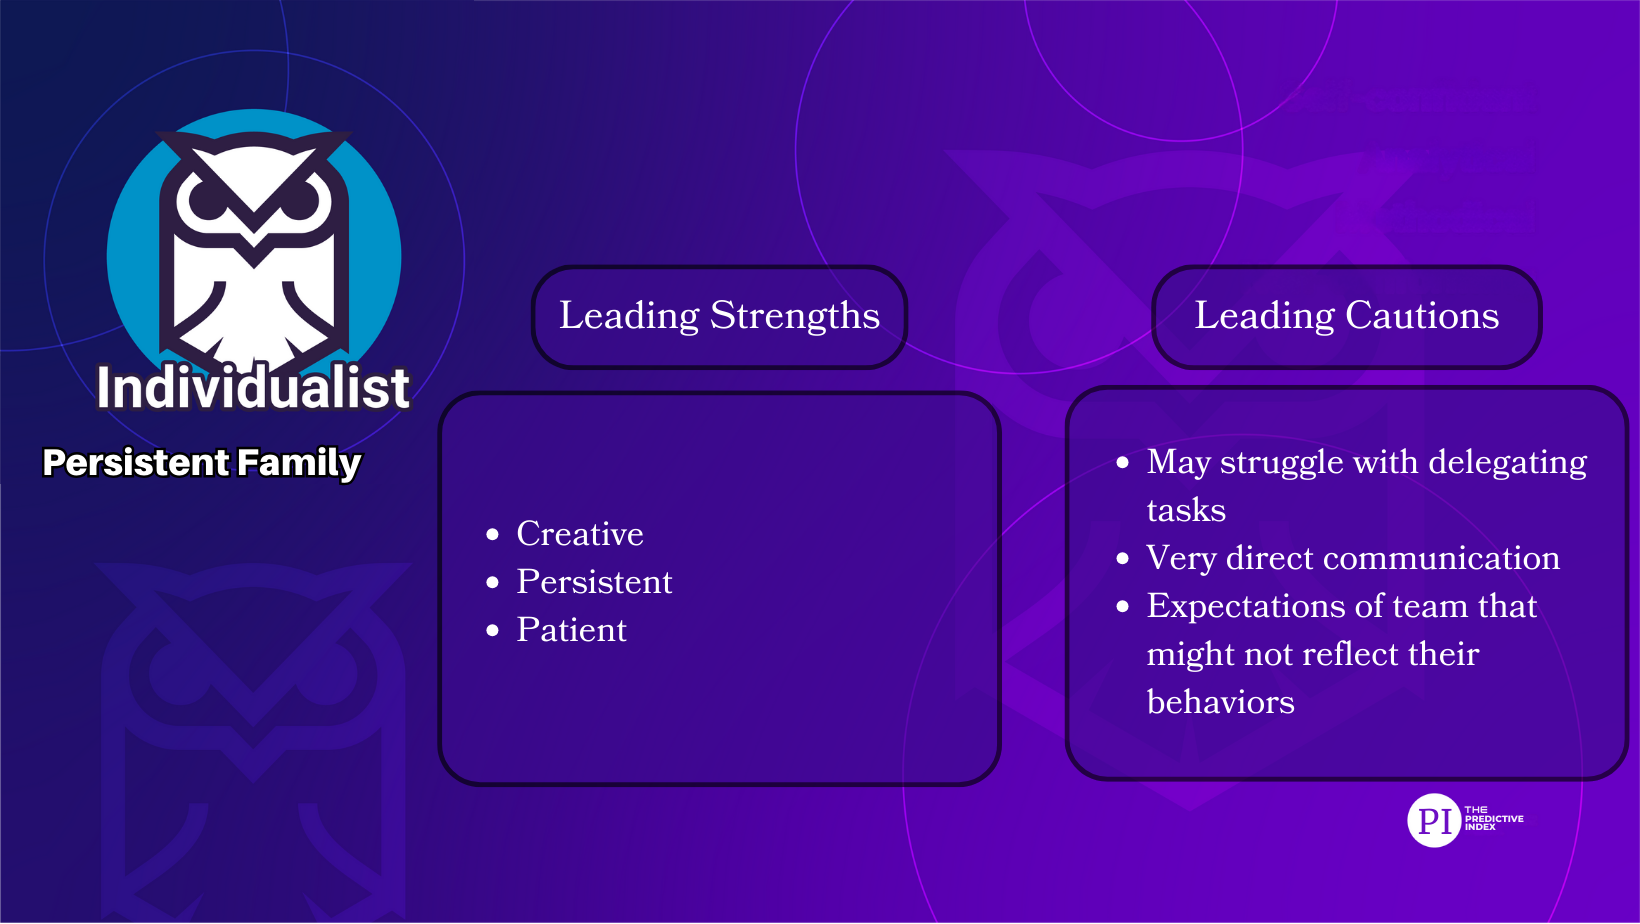 Individualist
Persistent Family
Leading Strengths
Creative
Persistent
Patient
Leading Cautions
May struggle with delegating
tasks
Very direct communication
Expectations of team that
might not reflect their
behaviors
PI
THE
PREDICTIVE
INDEX